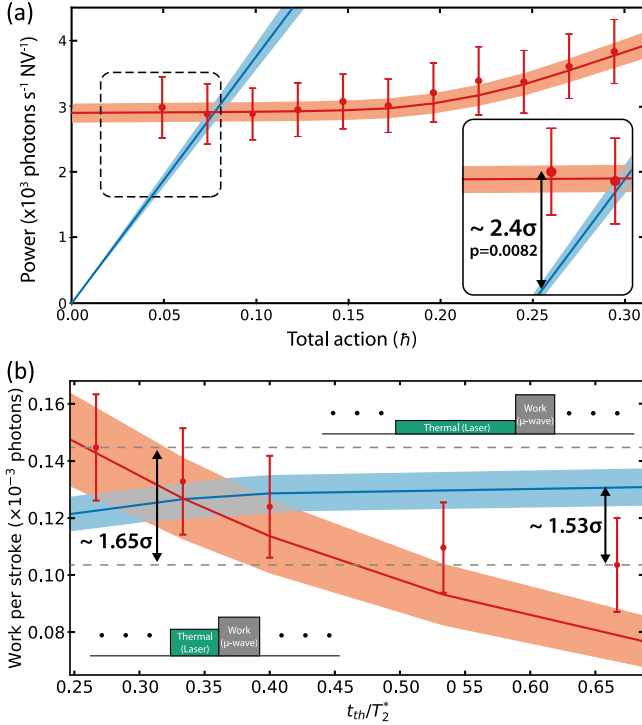 (a)
Power (x10³ photons s⁻¹ NV⁻¹)
4
3
2
1
0
~ 2.4σ
p=0.0082
0.00 0.05 0.10 0.15 0.20 0.25 0.30
Total action (ℏ)
(b)
Work per stroke (×10⁻³ photons)
0.16
0.14
0.12
0.10
0.08
Thermal (Laser)
Work
(μ-wave)
~ 1.65σ
~ 1.53σ
Thermal
(Laser)
Work
(μ-wave)
0.25 0.30 0.35 0.40 0.45 0 50 0.55 0.60 0.65
t_th/T₂*